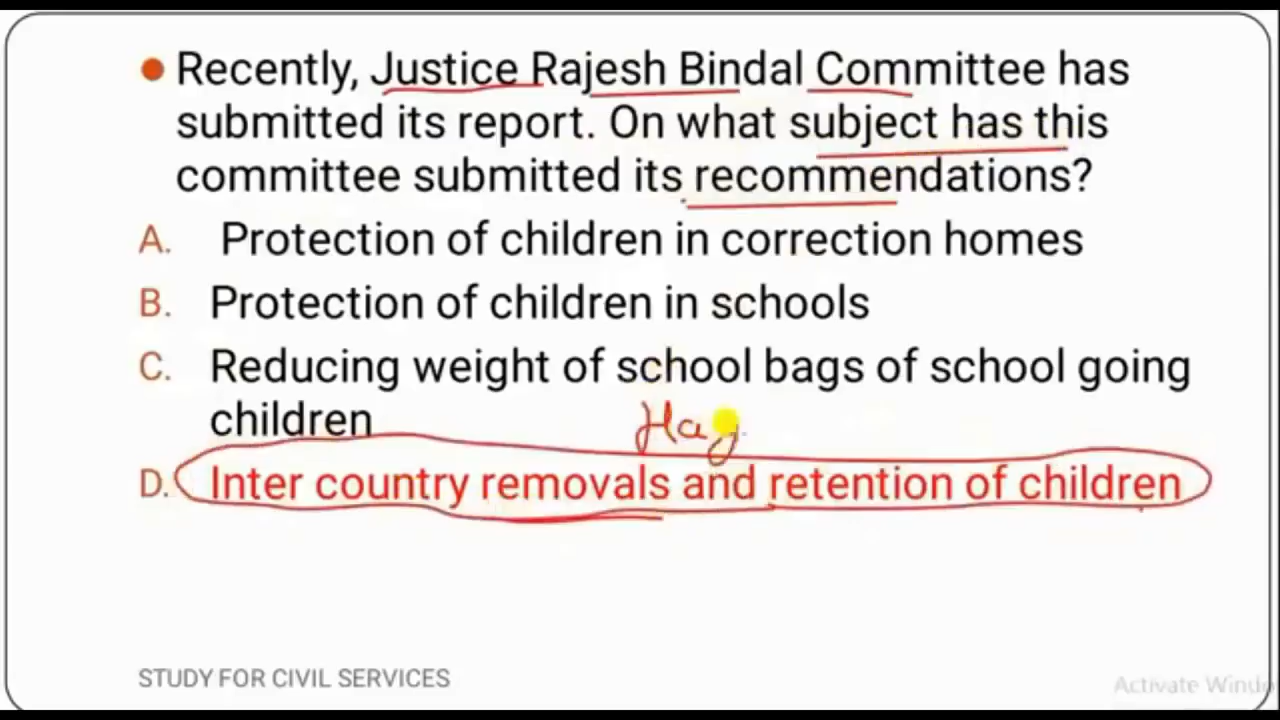 Recently, Justice Rajesh Bindal Committee has
submitted its report. On what subject has this
committee submitted its recommendations?
A. Protection of children in correction homes
B. Protection of children in schools
C. Reducing weight of school bags of school going
children
Hag
D. Inter country removals and retention of children
STUDY FOR CIVIL SERVICES
Activate Windo